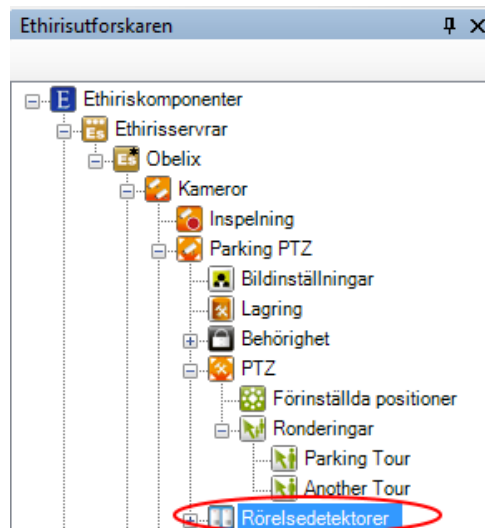 Ethirisutforskaren
Ethiriskomponenter
Ethirisservrar
Obelix
Kameror
Inspelning
Parking PTZ
Bildinställningar
Lagring
Behörighet
PTZ
Förinställda positioner
Ronderingar
Parking Tour
Another Tour
Rörelsedetektorer